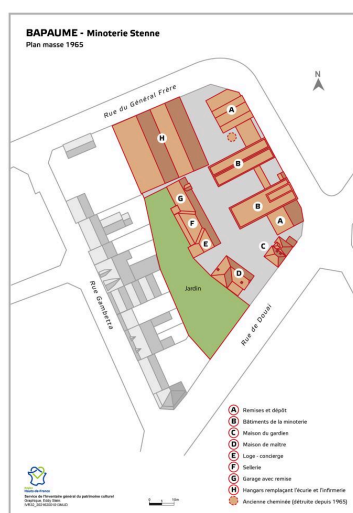 BAPAUME - Minoterie Stenne
Plan masse 1965
N
Rue du Général Frère
A
H
B
G
B
F
A
E
C
D
Jardin
Rue Gambetta
Rue de Douai
A Remises et dépôt
B Bâtiments de la minoterie
C Maison du gardien
D Maison de maître
E Loge - concierge
F Sellerie
G Garage avec remise
H Hangars remplaçant l'écurie et l'infirmerie
Ancienne cheminée (détruite depuis 1965)
Hauts-de-France
Service de l'Inventaire général du patrimoine culturel
0